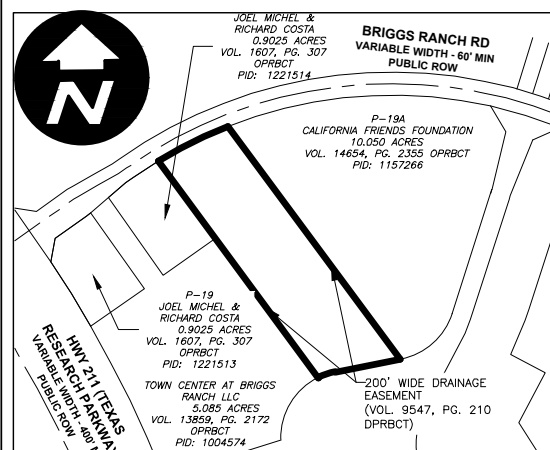 JOEL MICHEL &
RICHARD COSTA
0.9025 ACRES
VOL. 1607, PG. 307
OPRBCT
PID: 1221514
BRIGGS RANCH RD
VARIABLE WIDTH - 60' MIN
PUBLIC ROW
N
P-19A
CALIFORNIA FRIENDS FOUNDATION
10.050 ACRES
VOL. 14654, PG. 2355 OPRBCT
PID: 1157266
P-19
JOEL MICHEL &
RICHARD COSTA
0.9025 ACRES
VOL. 1607, PG. 307
OPRBCT
PID: 1221513
HWY 211 (TEXAS
RESEARCH PARKWAY
VARIABLE WIDTH - 400'
PUBLIC ROW
TOWN CENTER AT BRIGGS
RANCH LLC
5.085 ACRES
VOL. 13859, PG. 2172
OPRBCT
PID: 1004574
200' WIDE DRAINAGE
EASEMENT
(VOL. 9547, PG. 210
DPRBCT)